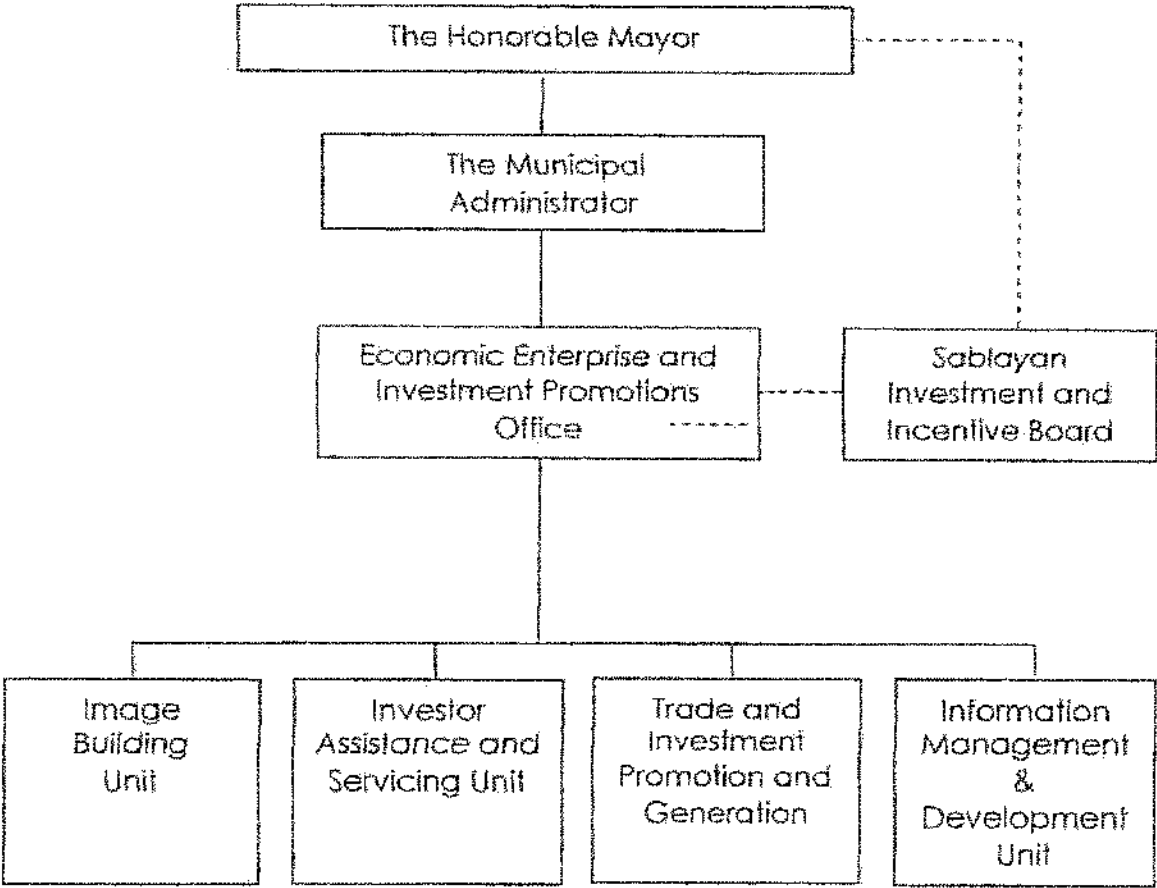 The Honorable Mayor
The Municipal
Administrator
Economic Enterprise and
Investment Promotions
Office
Sablayan
Investment and
Incentive Board
Image
Building
Unit
Investor
Assistance and
Servicing Unit
Trade and
Investment
Promotion and
Generation
Information
Management
&
Development
Unit